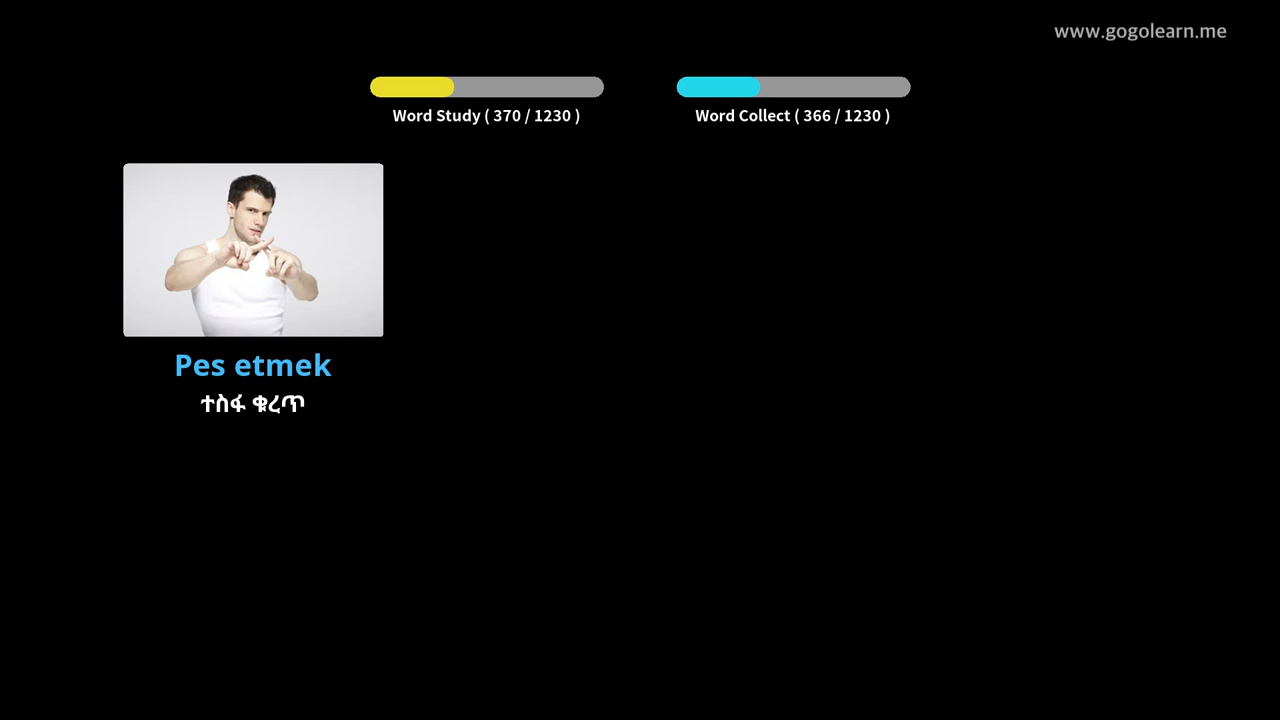 www.gogolearn.me
Word Study ( 370 / 1230 )
Word Collect ( 366 / 1230 )
Pes etmek
ተስፋ ቁረጥ